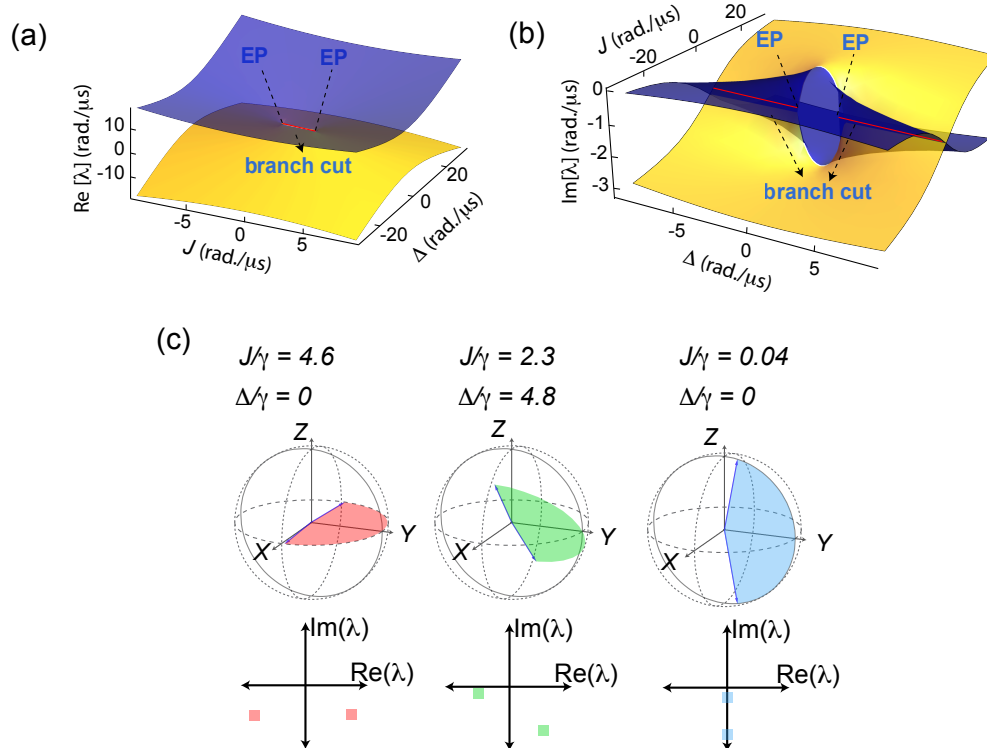 (a)
EP EP
branch cut
Re [λ] (rad./μs)
10
0
-10
-5 0 5
J (rad./μs)
-20 0 20
Δ (rad./μs)
(b)
J (rad./μs)
-20 0 20
EP EP
branch cut
Im[λ] (rad./μs)
0
-1
-2
-3
-5 0 5
Δ (rad./μs)
(c)
J/γ = 4.6
Δ/γ = 0
Z
X
Y
Im(λ)
Re(λ)
J/γ = 2.3
Δ/γ = 4.8
Z
X
Y
Im(λ)
Re(λ)
J/γ = 0.04
Δ/γ = 0
Z
X
Y
Im(λ)
Re(λ)